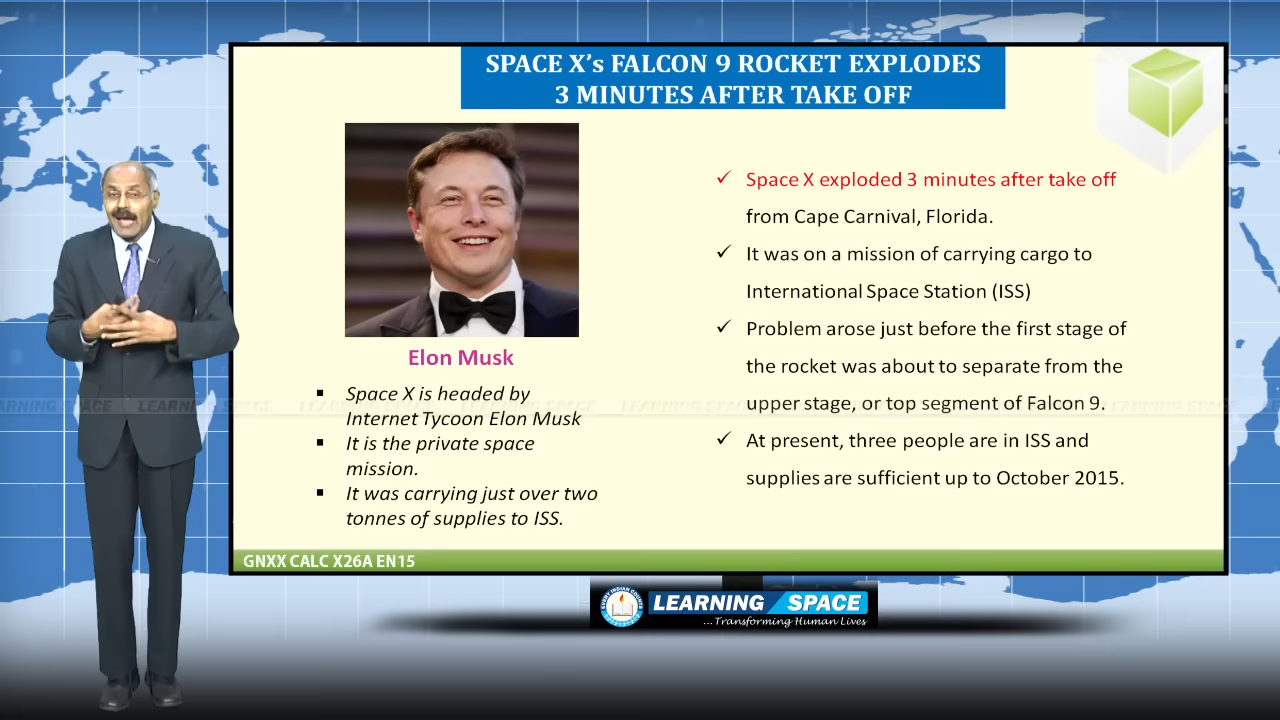 SPACE X's FALCON 9 ROCKET EXPLODES
3 MINUTES AFTER TAKE OFF
Elon Musk
Space X is headed by
Internet Tycoon Elon Musk
It is the private space
mission.
It was carrying just over two
tonnes of supplies to ISS.
Space X exploded 3 minutes after take off
from Cape Carnival, Florida.
It was on a mission of carrying cargo to
International Space Station (ISS)
Problem arose just before the first stage of
the rocket was about to separate from the
upper stage, or top segment of Falcon 9.
At present, three people are in ISS and
supplies are sufficient up to October 2015.
LEARNING SPACE LEARNING SPACE
GNXX CALC X26A EN15
LEARNING SPACE
...Transforming Human Lives